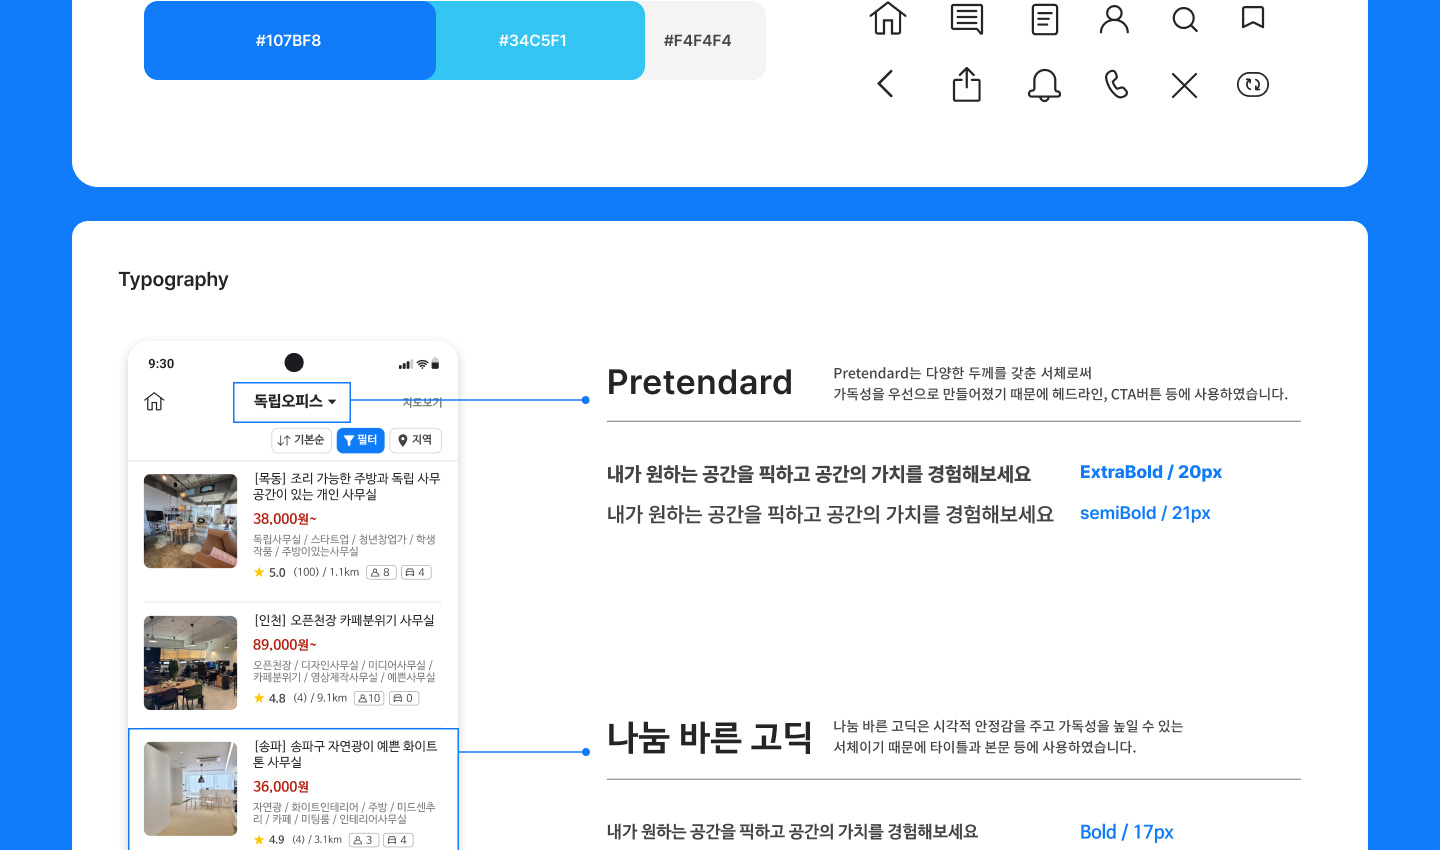 #107BF8
#34C5F1
#F4F4F4
Typography
9:30
독립오피스
지도보기
기본순
필터
지역
[목동] 조리 가능한 주방과 독립 사무
공간이 있는 개인 사무실
38,000원~
독립사무실 / 스타트업 / 청년창업가 / 학생
작품 / 주방이있는사무실
5.0 (100) / 1.1km 8 4
[인천] 오픈천장 카페분위기 사무실
89,000원~
오픈천장 / 디자인사무실 / 미디어사무실 /
카페분위기 / 영상제작사무실 / 예쁜사무실
4.8 (4) / 9.1km 10 0
[송파] 송파구 자연광이 예쁜 화이트
톤 사무실
36,000원
자연광 / 화이트인테리어 / 주방 / 미드센추
리 / 카페 / 미팅룸 / 인테리어사무실
4.9 (4) / 3.1km 3 4
Pretendard
Pretendard는 다양한 두께를 갖춘 서체로써
가독성을 우선으로 만들어졌기 때문에 헤드라인, CTA버튼 등에 사용하였습니다.
내가 원하는 공간을 픽하고 공간의 가치를 경험해보세요
ExtraBold / 20px
내가 원하는 공간을 픽하고 공간의 가치를 경험해보세요
semiBold / 21px
나눔 바른 고딕
나눔 바른 고딕은 시각적 안정감을 주고 가독성을 높일 수 있는
서체이기 때문에 타이틀과 본문 등에 사용하였습니다.
내가 원하는 공간을 픽하고 공간의 가치를 경험해보세요
Bold / 17px